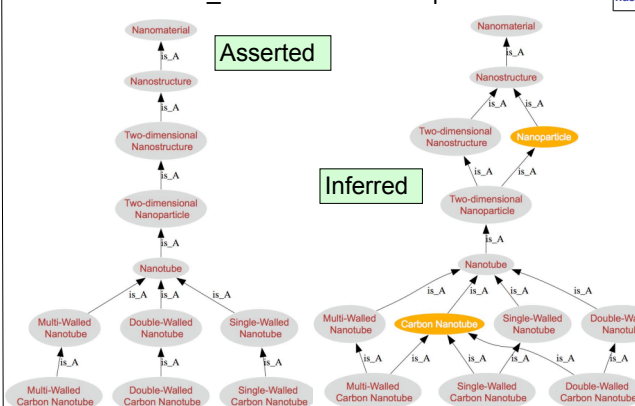 Nanomaterial
is_A
Asserted
Nanostructure
is_A
Two-dimensional
Nanostructure
is_A
Two-dimensional
Nanoparticle
is_A
Nanotube
is_A
is_A
is_A
Multi-Walled
Nanotube
Double-Walled
Nanotube
Single-Walled
Nanotube
is_A
is_A
is_A
Multi-Walled
Carbon Nanotube
Double-Walled
Carbon Nanotube
Single-Walled
Carbon Nanotube
Nanomaterial
is_A
Nanostructure
is_A
is_A
Two-dimensional
Nanostructure
Nanoparticle
Inferred
is_A
is_A
Two-dimensional
Nanoparticle
is_A
Nanotube
is_A
is_A
is_A
is_A
Multi-Walled
Nanotube
Carbon Nanotube
Single-Walled
Nanotube
Double-Wa
Nanotub
is_A
is_A
is_A
is_A
is_A
is_A
Multi-Walled
Carbon Nanotube
Single-Walled
Carbon Nanotube
Double-Walled
Carbon Nanotube